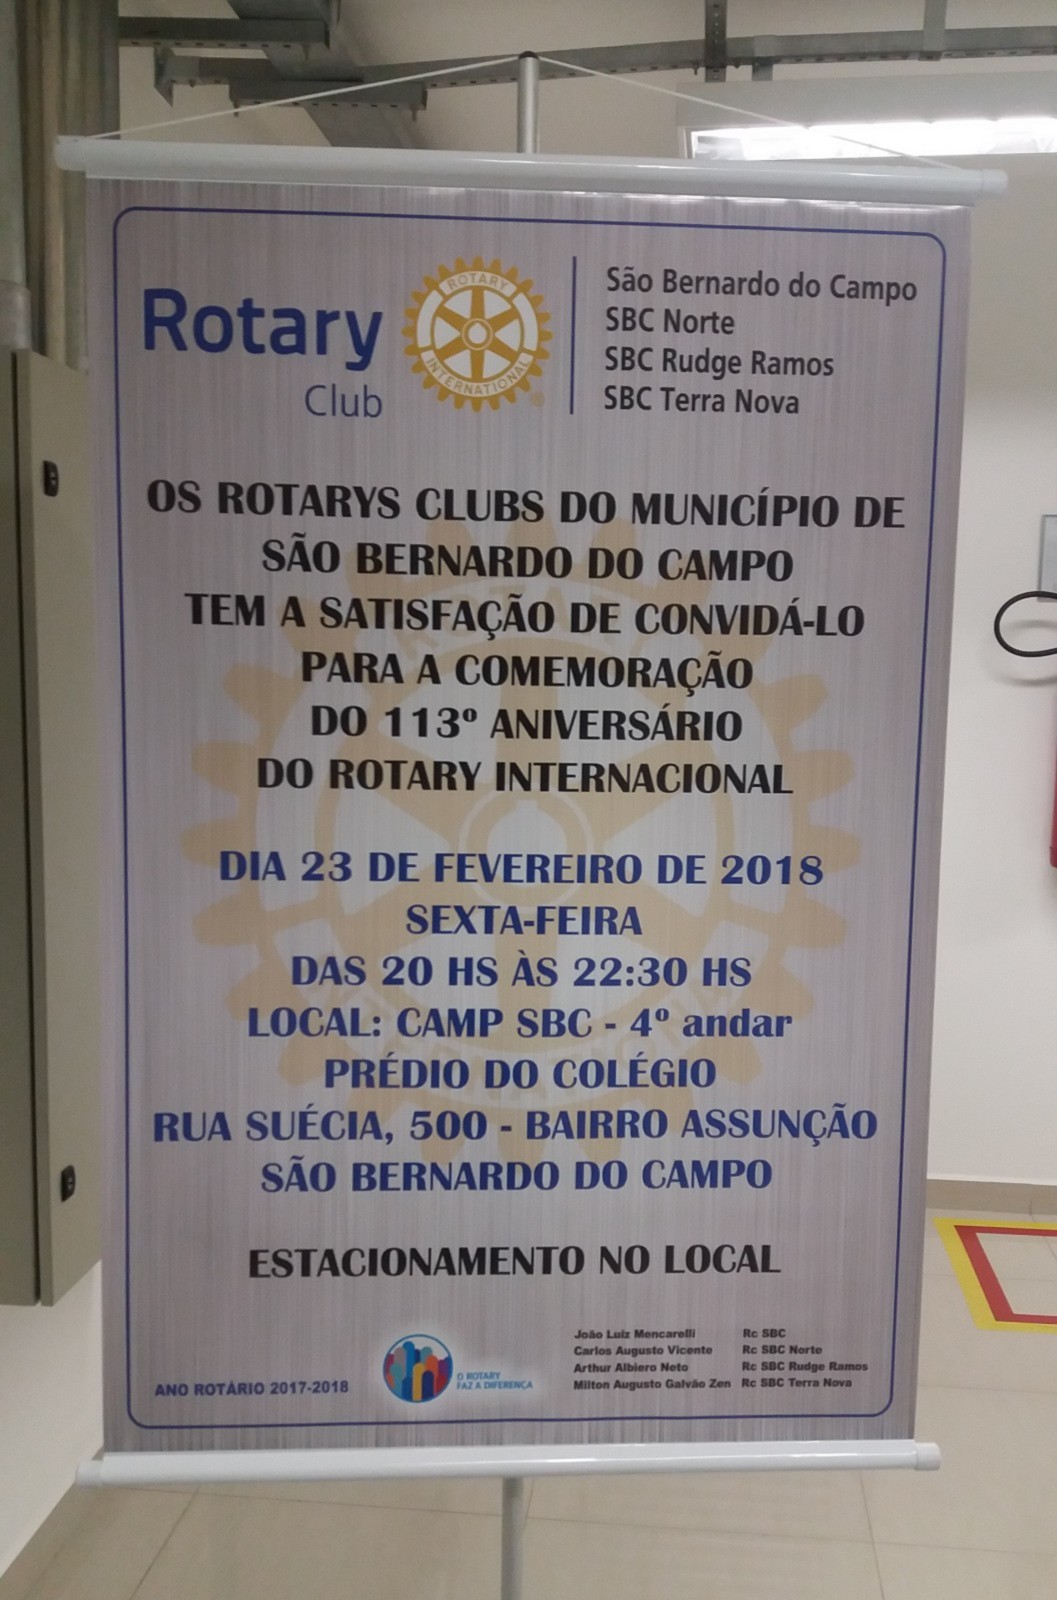 Rotary
Club
ROTARY
INTERNATIONAL
São Bernardo do Campo
SBC Norte
SBC Rudge Ramos
SBC Terra Nova
OS ROTARYS CLUBS DO MUNICÍPIO DE
SÃO BERNARDO DO CAMPO
TEM A SATISFAÇÃO DE CONVIDÁ-LO
PARA A COMEMORAÇÃO
DO 113º ANIVERSÁRIO
DO ROTARY INTERNACIONAL
DIA 23 DE FEVEREIRO DE 2018
SEXTA-FEIRA
DAS 20 HS ÀS 22:30 HS
LOCAL: CAMP SBC - 4º andar
PRÉDIO DO COLÉGIO
RUA SUÉCIA, 500 - BAIRRO ASSUNÇÃO
SÃO BERNARDO DO CAMPO
ESTACIONAMENTO NO LOCAL
ANO ROTÁRIO 2017-2018
O ROTARY
FAZ A DIFERENÇA
João Luiz Mencarelli Rc SBC
Carlos Augusto Vicente Rc SBC Norte
Arthur Albiero Neto Rc SBC Rudge Ramos
Milton Augusto Galvão Zen Rc SBC Terra Nova